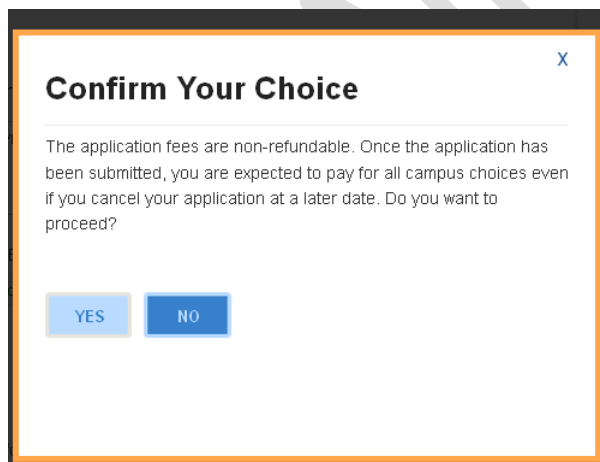 X
Confirm Your Choice
The application fees are non-refundable. Once the application has
been submitted, you are expected to pay for all campus choices even
if you cancel your application at a later date. Do you want to
proceed?
YES NO